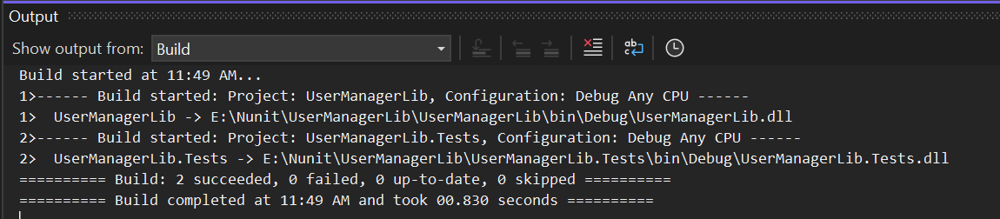 Output
Show output from: Build
Build started at 11:49 AM...
1>------ Build started: Project: UserManagerLib, Configuration: Debug Any CPU ------
1>  UserManagerLib -> E:\Nunit\UserManagerLib\UserManagerLib\bin\Debug\UserManagerLib.dll
2>------ Build started: Project: UserManagerLib.Tests, Configuration: Debug Any CPU ------
2>  UserManagerLib.Tests -> E:\Nunit\UserManagerLib\UserManagerLib.Tests\bin\Debug\UserManagerLib.Tests.dll
========== Build: 2 succeeded, 0 failed, 0 up-to-date, 0 skipped ==========
========== Build completed at 11:49 AM and took 00.830 seconds ==========